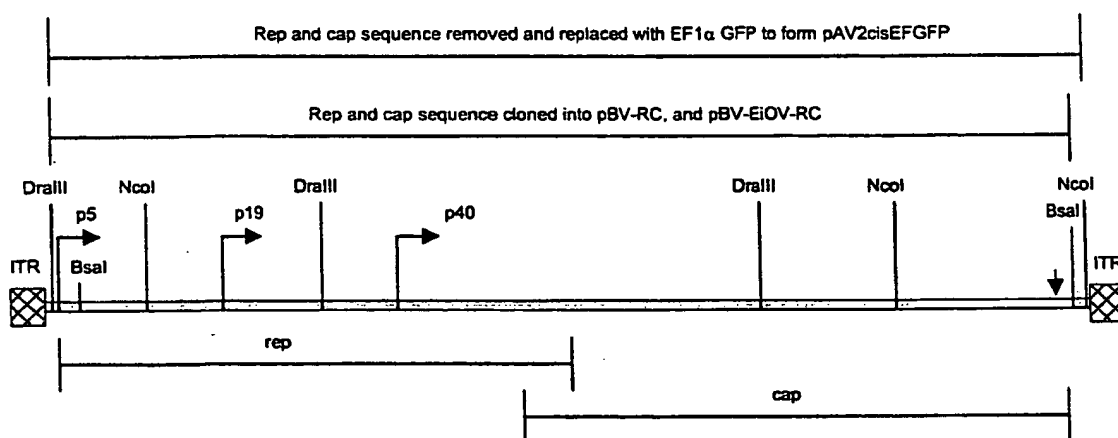 Rep and cap sequence removed and replaced with EF1α GFP to form pAV2cisEFGFP
Rep and cap sequence cloned into pBV-RC, and pBV-EiOV-RC
DraIII
NcoI
DraIII
DraIII
NcoI
NcoI
p5
p19
p40
BsaI
ITR
BsaI
ITR
rep
cap